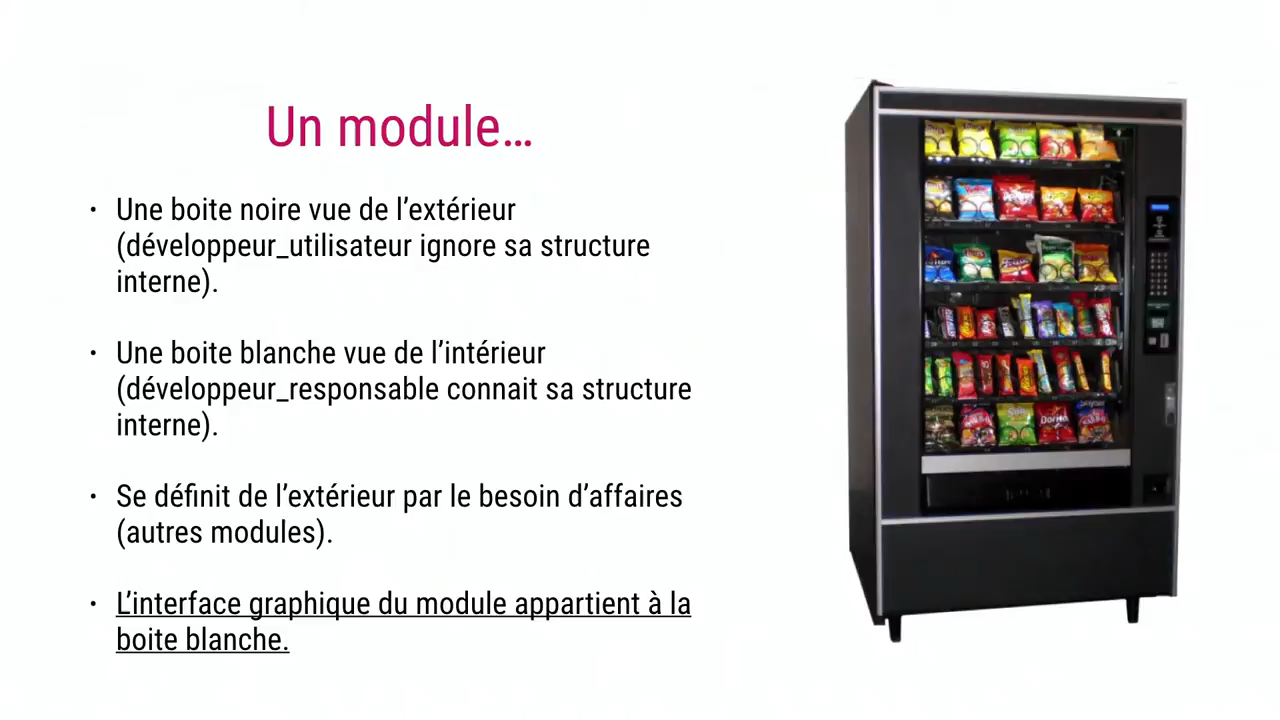 Un module…
• Une boite noire vue de l’extérieur
(développeur_utilisateur ignore sa structure
interne).
• Une boite blanche vue de l’intérieur
(développeur_responsable connait sa structure
interne).
• Se définit de l’extérieur par le besoin d’affaires
(autres modules).
• L’interface graphique du module appartient à la
boite blanche.